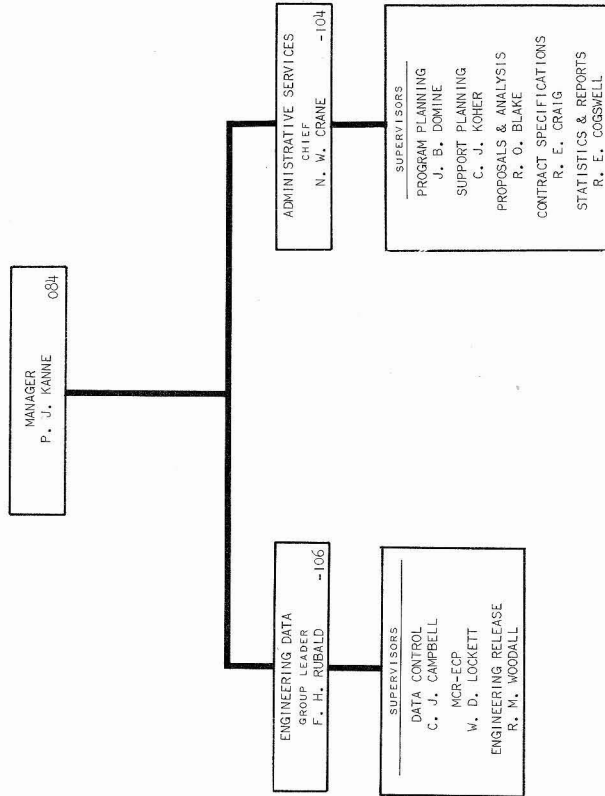 MANAGER
P. J. KANNE
084
ENGINEERING DATA
GROUP LEADER
F. H. RUBALD
-106
SUPERVISORS
DATA CONTROL
C. J. CAMPBELL
MCR-ECP
W. D. LOCKETT
ENGINEERING RELEASE
R. M. WOODALL
ADMINISTRATIVE SERVICES
CHIEF
N. W. CRANE
-104
SUPERVISORS
PROGRAM PLANNING
J. B. DOMINE
SUPPORT PLANNING
C. J. KOHER
PROPOSALS & ANALYSIS
R. O. BLAKE
CONTRACT SPECIFICATIONS
R. E. CRAIG
STATISTICS & REPORTS
R. E. COGSWELL